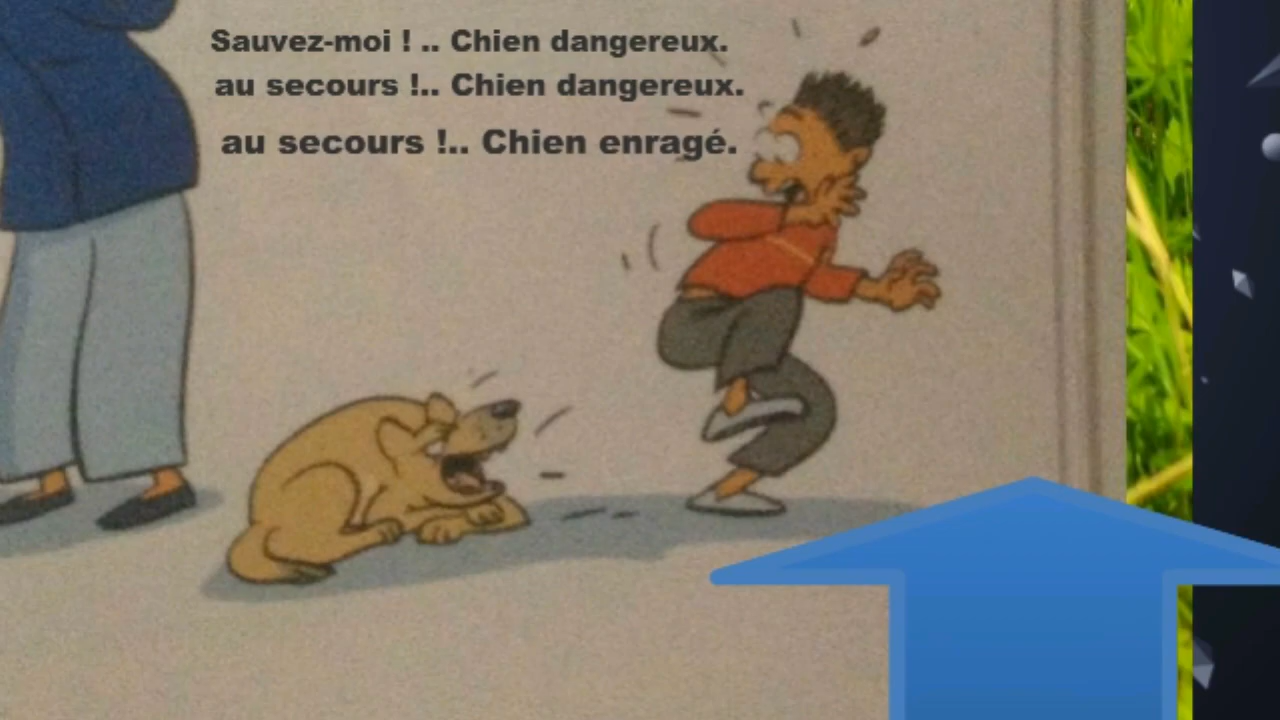 Sauvez-moi ! .. Chien dangereux.
au secours !.. Chien dangereux.
au secours !.. Chien enragé.